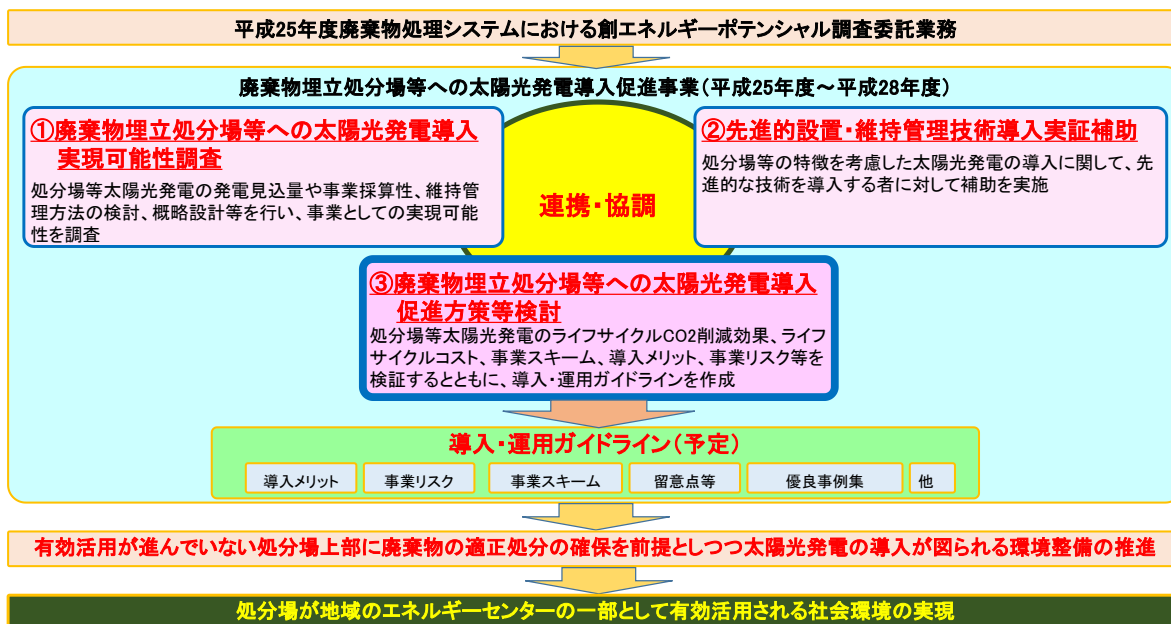 平成25年度廃棄物処理システムにおける創エネルギーポテンシャル調査委託業務
廃棄物埋立処分場等への太陽光発電導入促進事業（平成25年度～平成28年度）
①廃棄物埋立処分場等への太陽光発電導入
実現可能性調査
処分場等太陽光発電の発電見込量や事業採算性、維持管
理方法の検討、概略設計等を行い、事業としての実現可能
性を調査
連携・協調
②先進的設置・維持管理技術導入実証補助
処分場等の特徴を考慮した太陽光発電の導入に関して、先
進的な技術を導入する者に対して補助を実施
③廃棄物埋立処分場等への太陽光発電導入
促進方策等検討
処分場等太陽光発電のライフサイクルCO2削減効果、ライフ
サイクルコスト、事業スキーム、導入メリット、事業リスク等を
検証するとともに、導入・運用ガイドラインを作成
導入・運用ガイドライン（予定）
導入メリット
事業リスク
事業スキーム
留意点等
優良事例集
他
有効活用が進んでいない処分場上部に廃棄物の適正処分の確保を前提としつつ太陽光発電の導入が図られる環境整備の推進
処分場が地域のエネルギーセンターの一部として有効活用される社会環境の実現